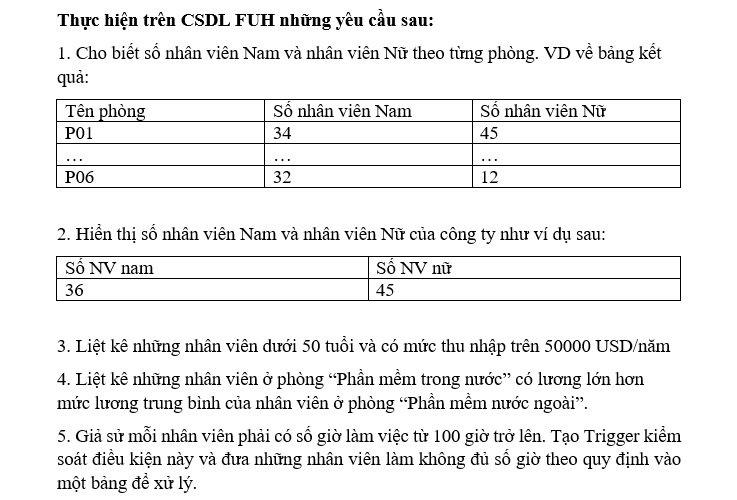 Thực hiện trên CSDL FUH những yêu cầu sau:
1. Cho biết số nhân viên Nam và nhân viên Nữ theo từng phòng. VD về bảng kết
quả:
Tên phòng Số nhân viên Nam Số nhân viên Nữ
P01 34 45
… … …
P06 32 12
2. Hiển thị số nhân viên Nam và nhân viên Nữ của công ty như ví dụ sau:
Số NV nam Số NV nữ
36 45
3. Liệt kê những nhân viên dưới 50 tuổi và có mức thu nhập trên 50000 USD/năm
4. Liệt kê những nhân viên ở phòng “Phần mềm trong nước” có lương lớn hơn
mức lương trung bình của nhân viên ở phòng “Phần mềm nước ngoài”.
5. Giả sử mỗi nhân viên phải có số giờ làm việc từ 100 giờ trở lên. Tạo Trigger kiểm
soát điều kiện này và đưa những nhân viên làm không đủ số giờ theo quy định vào
một bảng để xử lý.